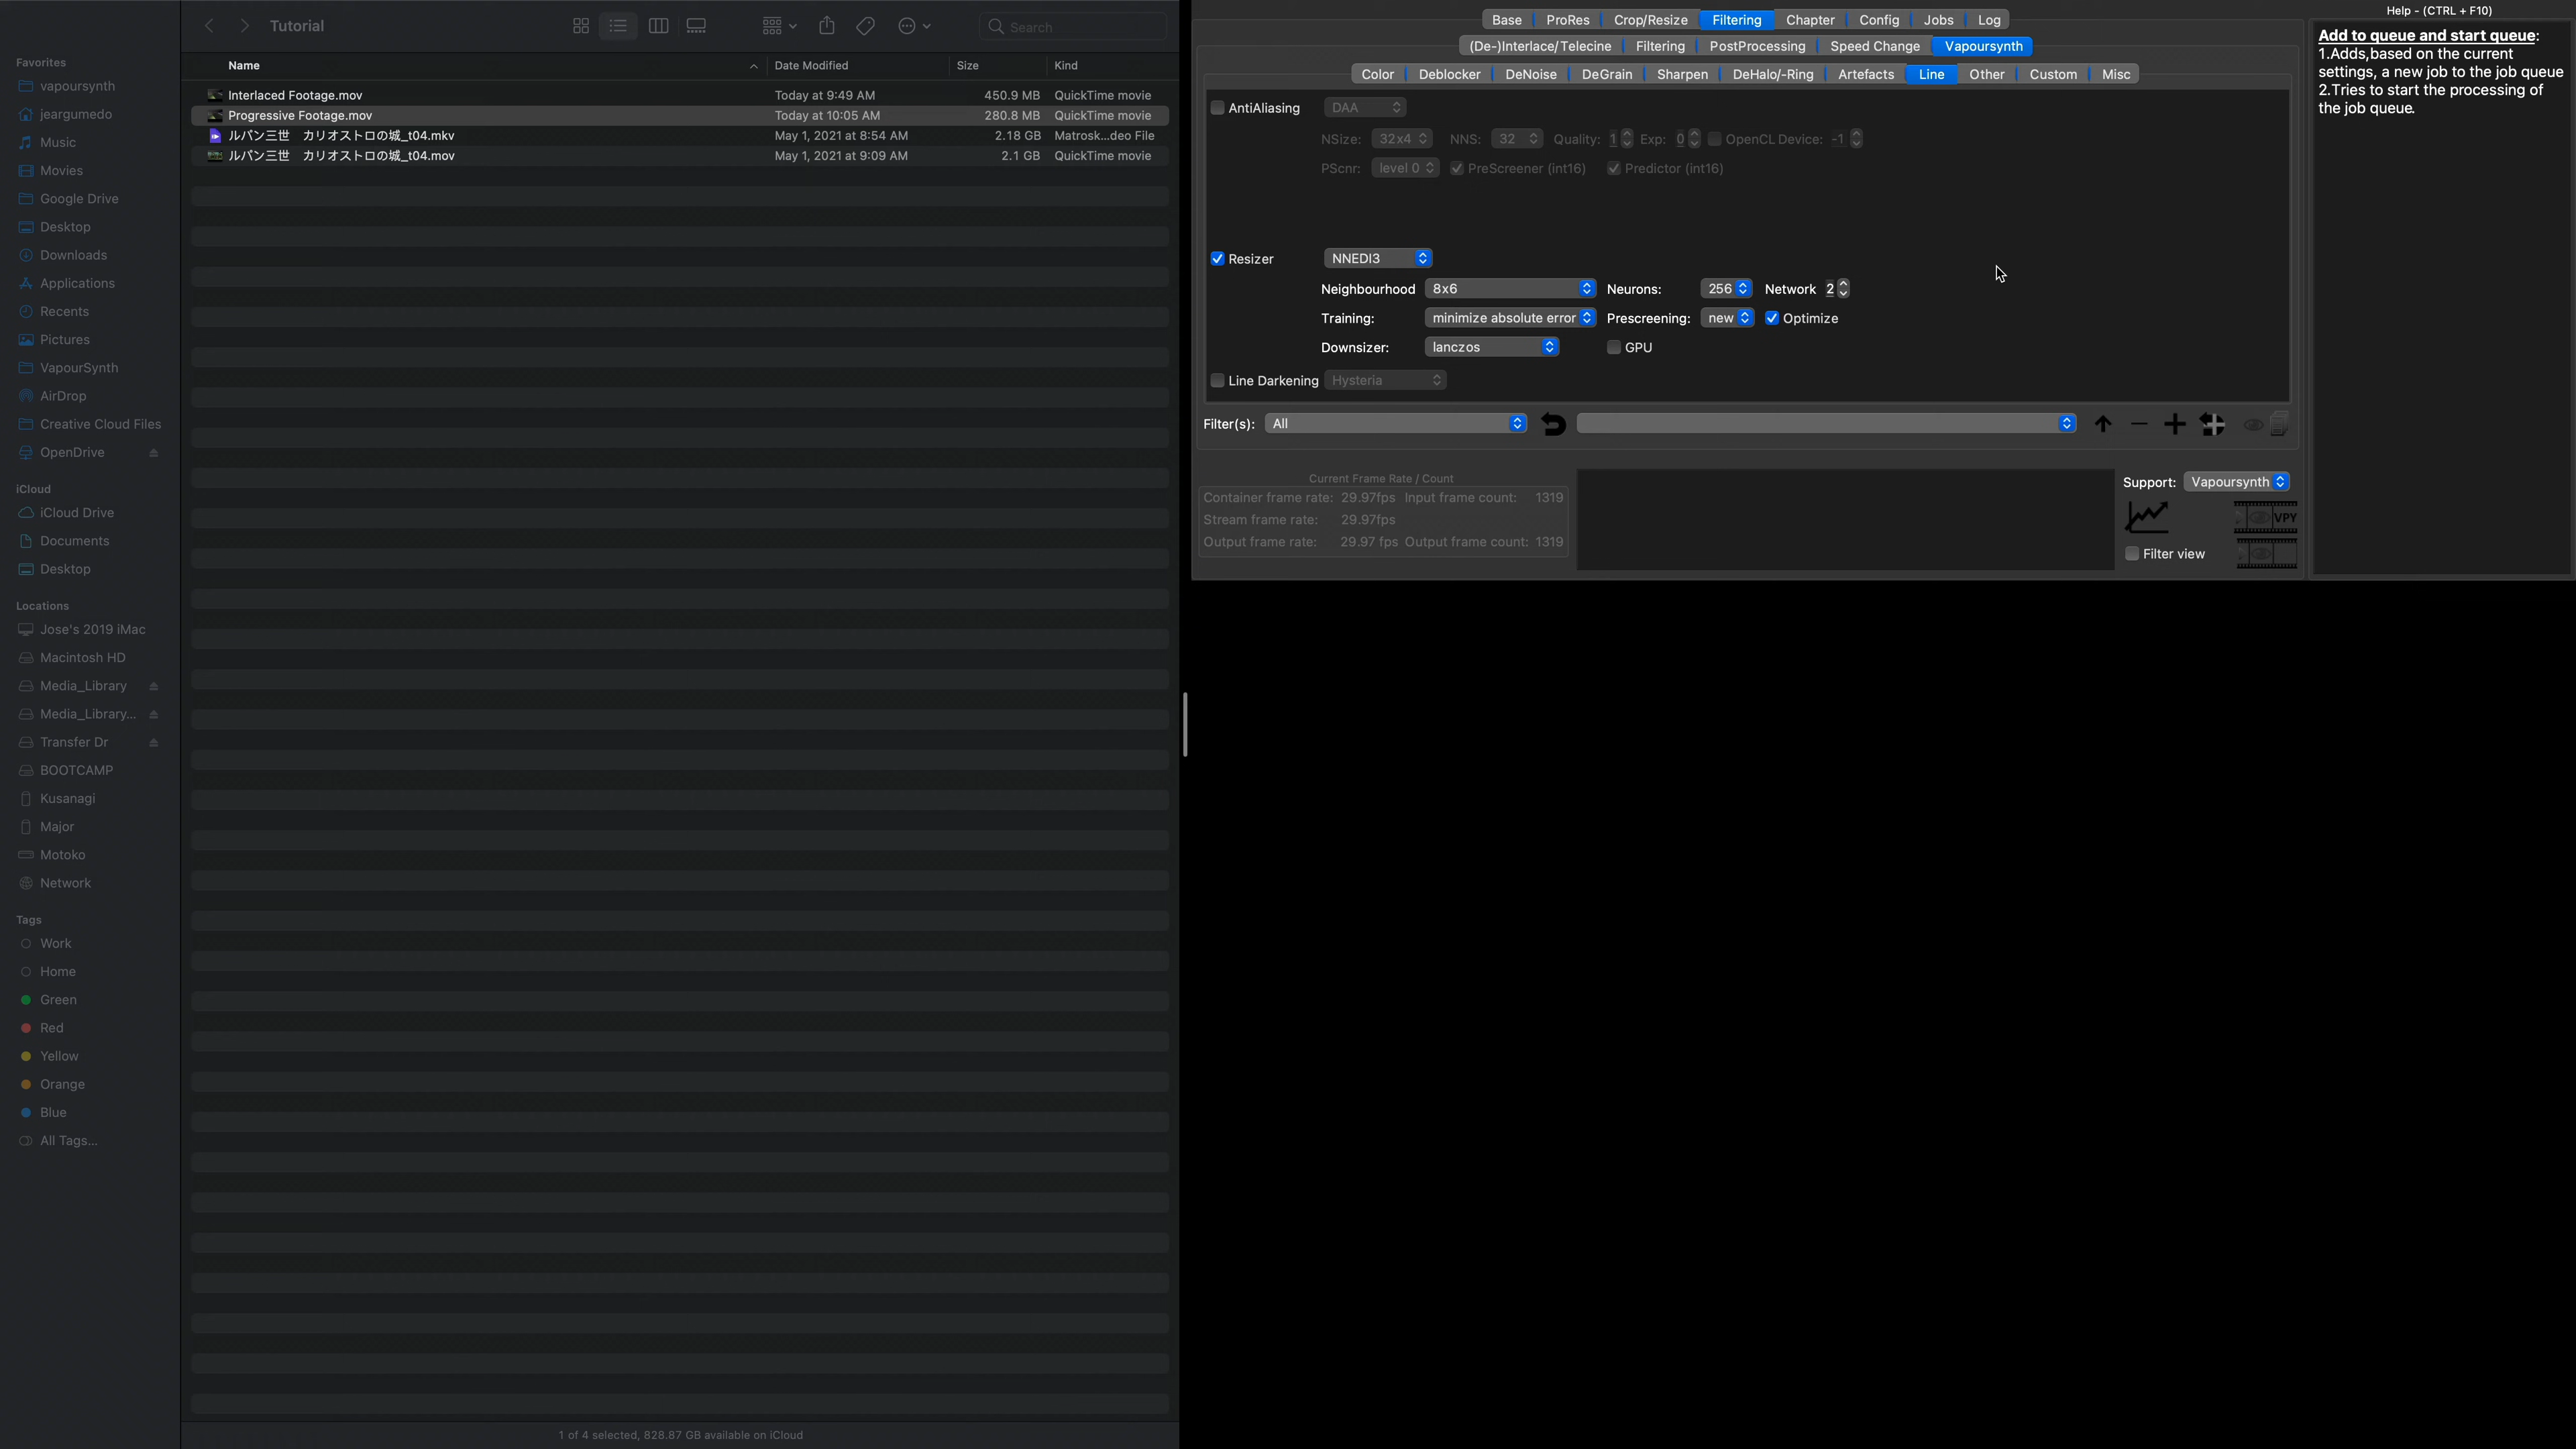 Tutorial
Search
Name
Date Modified
Size
Kind
Interlaced Footage.mov
Today at 9:49 AM
450.9 MB
QuickTime movie
Progressive Footage.mov
Today at 10:05 AM
280.8 MB
QuickTime movie
ルパン三世 カリオストロの城_t04.mkv
May 1, 2021 at 8:54 AM
2.18 GB
Matrosk...deo File
ルパン三世 カリオストロの城_t04.mov
May 1, 2021 at 9:09 AM
2.1 GB
QuickTime movie
Favorites
vapoursynth
jeargumedo
Music
Movies
Google Drive
Desktop
Downloads
Applications
Recents
Pictures
VapourSynth
AirDrop
Creative Cloud Files
OpenDrive
iCloud
iCloud Drive
Documents
Desktop
Locations
Jose's 2019 iMac
Macintosh HD
Media_Library
Media_Library...
Transfer Dr
BOOTCAMP
Kusanagi
Major
Motoko
Network
Tags
Work
Home
Green
Red
Yellow
Orange
Blue
All Tags...
1 of 4 selected, 828.87 GB available on iCloud
Base ProRes Crop/Resize Filtering Chapter Config Jobs Log
(De-)Interlace/Telecine Filtering PostProcessing Speed Change Vapoursynth
Color Deblocker DeNoise DeGrain Sharpen DeHalo/-Ring Artefacts Line Other Custom Misc
AntiAliasing DAA
NSize: 32x4 NNS: 32 Quality: 1 Exp: 0 OpenCL Device: -1
PScnr: level 0 PreScreener (int16) Predictor (int16)
Resizer NNEDI3
Neighbourhood 8x6 Neurons: 256 Network 2
Training: minimize absolute error Prescreening: new Optimize
Downsizer: lanczos GPU
Line Darkening Hysteria
Filter(s): All
Current Frame Rate / Count
Container frame rate: 29.97fps Input frame count: 1319
Stream frame rate: 29.97fps
Output frame rate: 29.97 fps Output frame count: 1319
Support: Vapoursynth
VPY
Filter view
Help - (CTRL + F10)
Add to queue and start queue:
1.Adds,based on the current
settings, a new job to the job queue
2.Tries to start the processing of
the job queue.